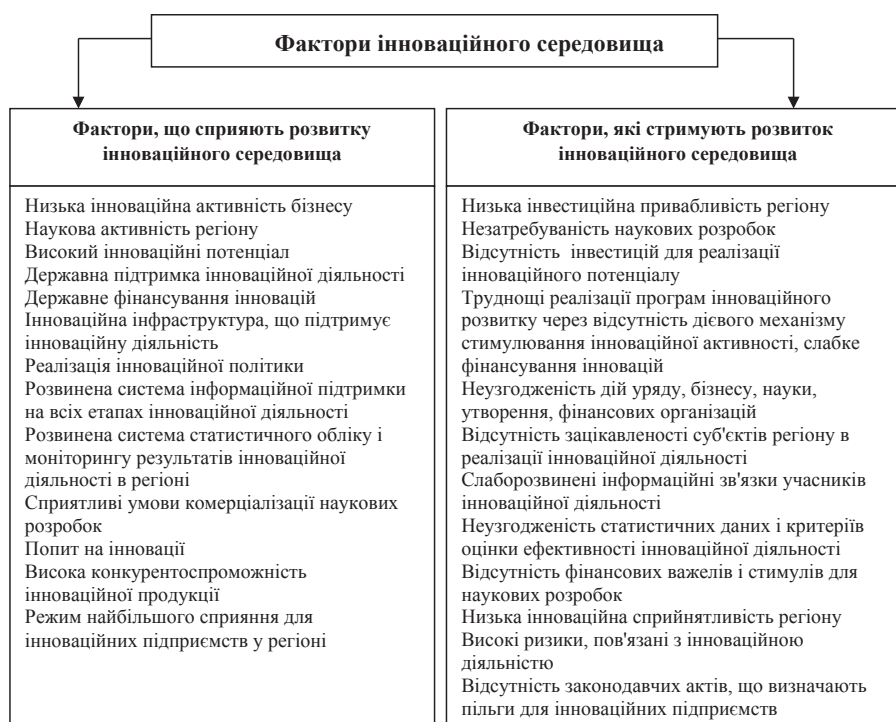 Фактори інноваційного середовища
Фактори, що сприяють розвитку
інноваційного середовища
Низька інноваційна активність бізнесу
Наукова активність регіону
Високий інноваційні потенціал
Державна підтримка інноваційної діяльності
Державне фінансування інновацій
Інноваційна інфраструктура, що підтримує
інноваційну діяльність
Реалізація інноваційної політики
Розвинена система інформаційної підтримки
на всіх етапах інноваційної діяльності
Розвинена система статистичного обліку і
моніторингу результатів інноваційної
діяльності в регіоні
Сприятливі умови комерціалізації наукових
розробок
Попит на інновації
Висока конкурентоспроможність
інноваційної продукції
Режим найбільшого сприяння для
інноваційних підприємств у регіоні
Фактори, які стримують розвиток
інноваційного середовища
Низька інвестиційна привабливість регіону
Незатребуваність наукових розробок
Відсутність інвестицій для реалізації
інноваційного потенціалу
Труднощі реалізації програм інноваційного
розвитку через відсутність дієвого механізму
стимулювання інноваційної активності, слабке
фінансування інновацій
Неузгодженість дій уряду, бізнесу, науки,
утворення, фінансових організацій
Відсутність зацікавленості суб'єктів регіону в
реалізації інноваційної діяльності
Слаборозвинені інформаційні зв'язки учасників
інноваційної діяльності
Неузгодженість статистичних даних і критеріїв
оцінки ефективності інноваційної діяльності
Відсутність фінансових важелів і стимулів для
наукових розробок
Низька інноваційна сприйнятливість регіону
Високі ризики, пов'язані з інноваційною
діяльністю
Відсутність законодавчих актів, що визначають
пільги для інноваційних підприємств